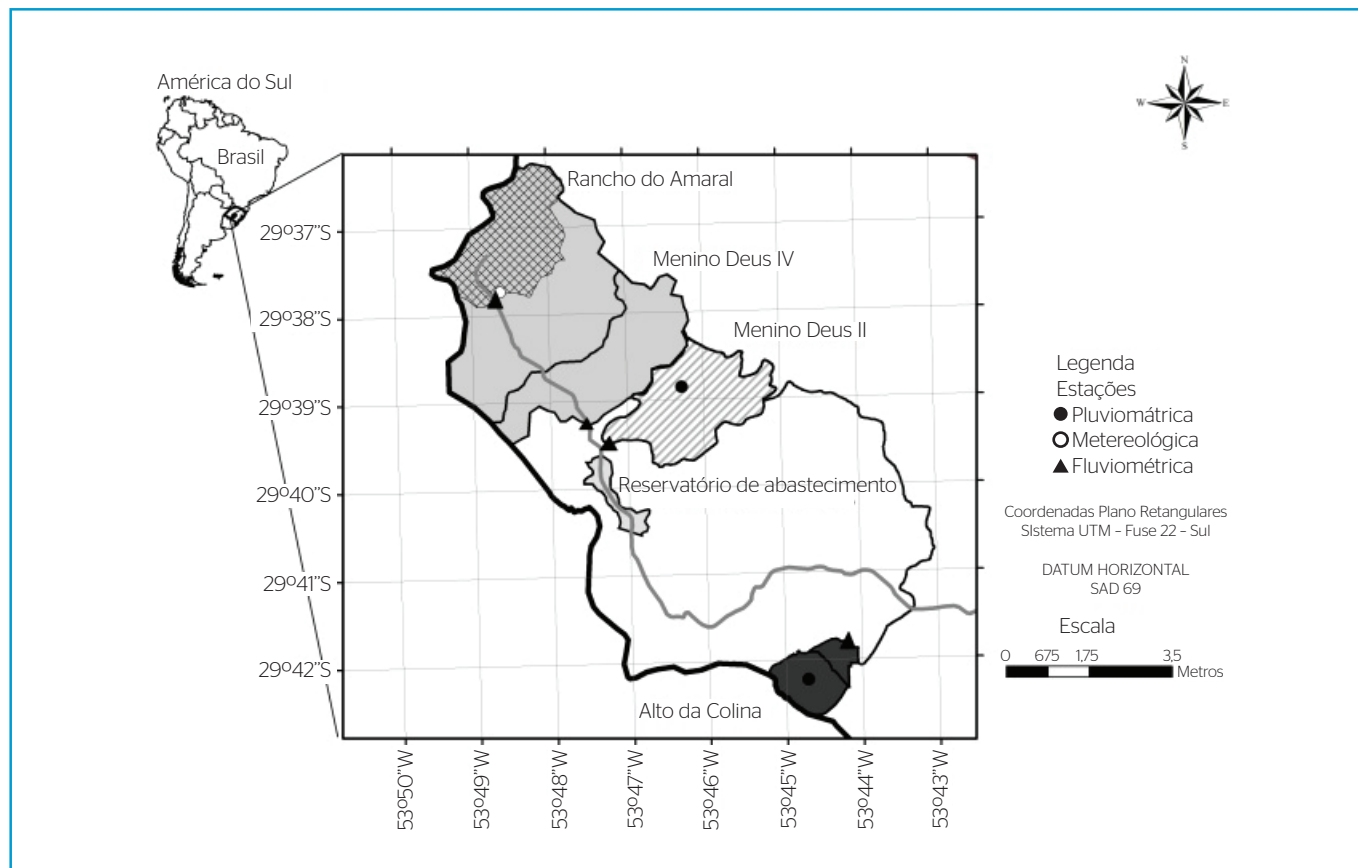 América do Sul
Brasil
N
W
E
S
Rancho do Amaral
Menino Deus IV
Menino Deus II
Reservatório de abastecimento
Alto da Colina
29º37"S
29º38"S
29º39"S
29º40"S
29º41"S
29º42"S
53º50"W
53º49"W
53º48"W
53º47"W
53º46"W
53º45"W
53º44"W
53º43"W
Legenda
Estações
Pluviomátrica
Metereológica
Fluviométrica
Coordenadas Plano Retangulares
SIstema UTM – Fuse 22 – Sul
DATUM HORIZONTAL
SAD 69
Escala
0 675 1,75 3,5
Metros